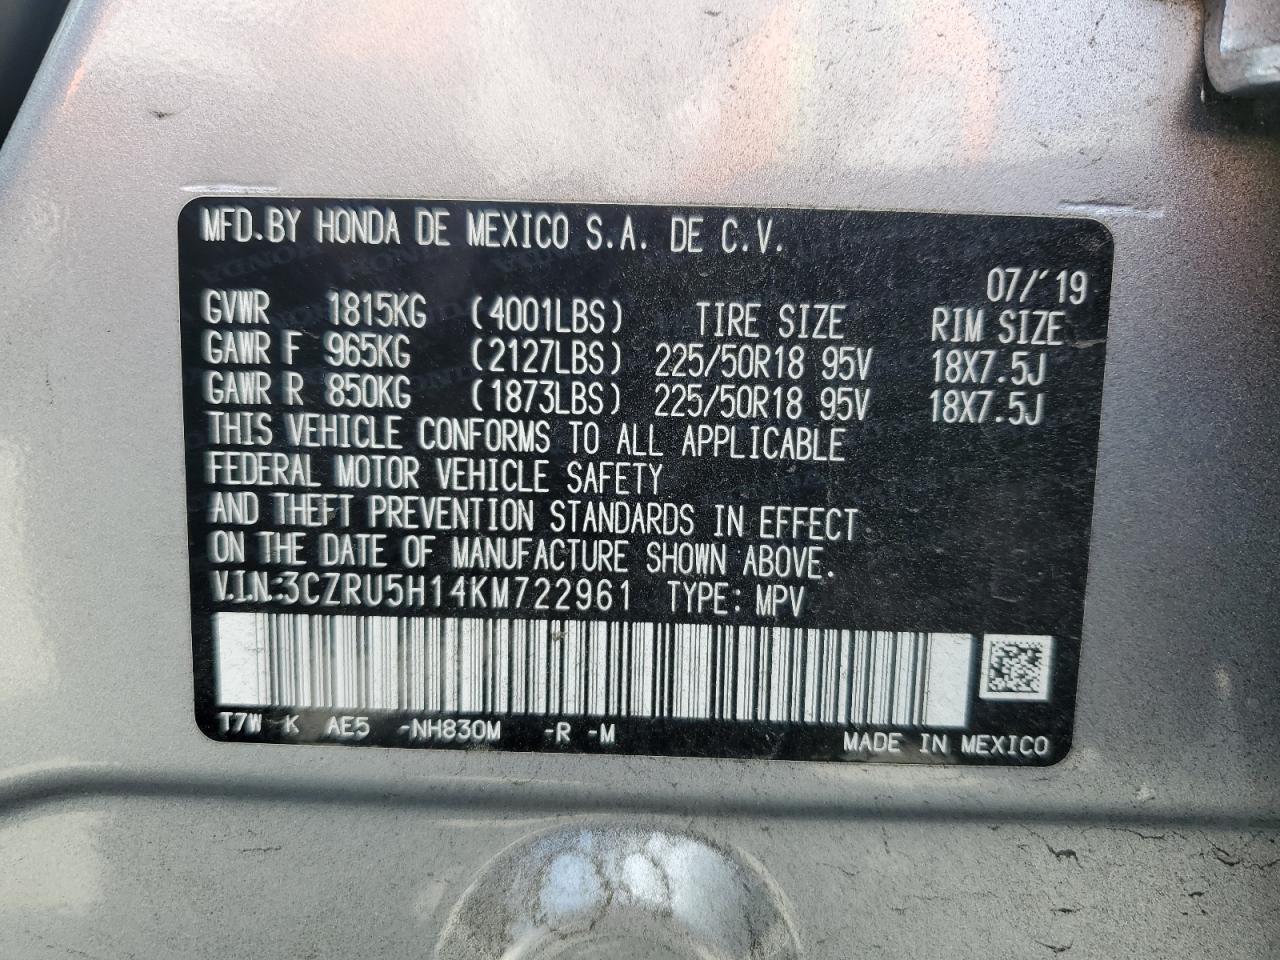 MFD.BY HONDA DE MEXICO S.A. DE C.V.
07/'19
GVWR 1815KG (4001LBS) TIRE SIZE RIM SIZE
GAWR F 965KG (2127LBS) 225/50R18 95V 18X7.5J
GAWR R 850KG (1873LBS) 225/50R18 95V 18X7.5J
THIS VEHICLE CONFORMS TO ALL APPLICABLE
FEDERAL MOTOR VEHICLE SAFETY
AND THEFT PREVENTION STANDARDS IN EFFECT
ON THE DATE OF MANUFACTURE SHOWN ABOVE.
V.I.N:3CZRU5H14KM722961 TYPE: MPV
T7W K AE5 -NH830M -R -M
MADE IN MEXICO